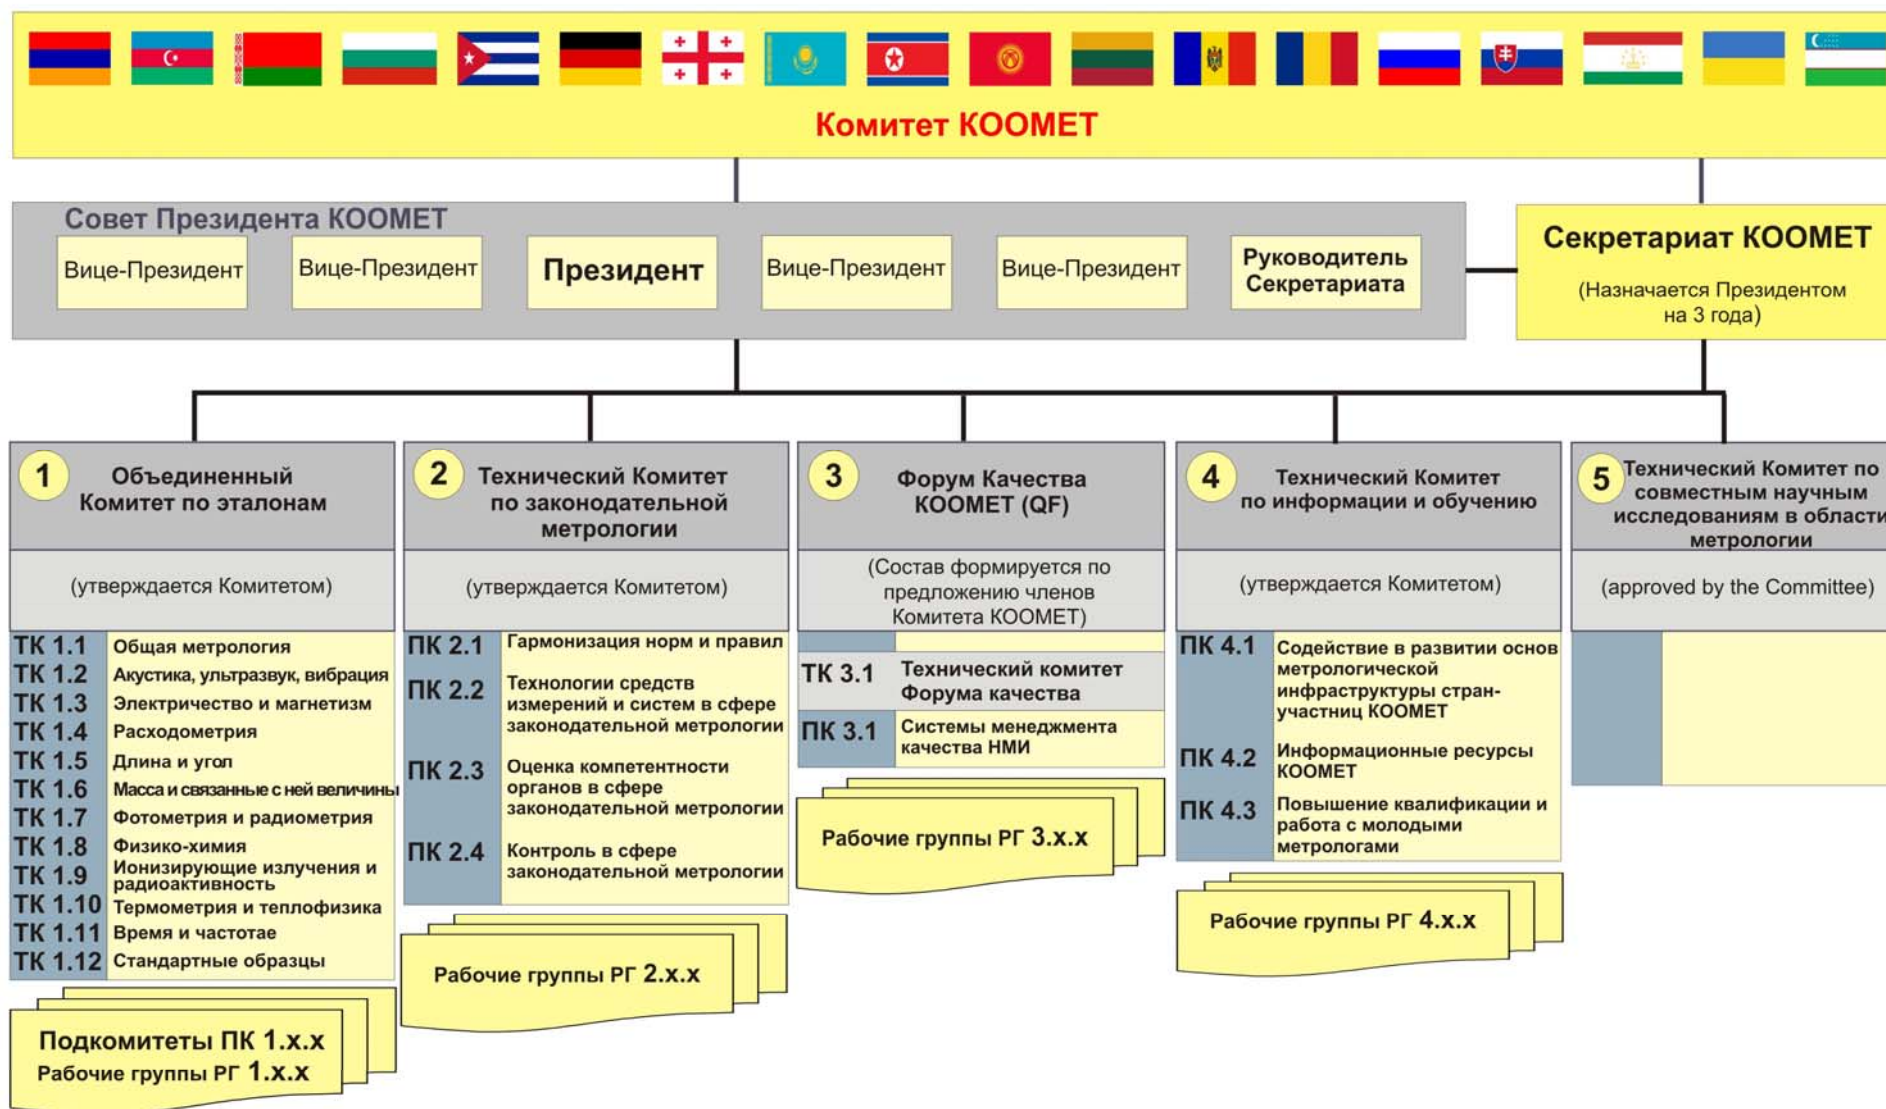 Комитет КООМЕТ
Совет Президента КООМЕТ
Вице-Президент
Вице-Президент
Президент
Вице-Президент
Вице-Президент
Руководитель
Секретариата
Секретариат КООМЕТ
(Назначается Президентом
на 3 года)
1
Объединенный
Комитет по эталонам
(утверждается Комитетом)
ТК 1.1 Общая метрология
ТК 1.2 Акустика, ультразвук, вибрация
ТК 1.3 Электричество и магнетизм
ТК 1.4 Расходометрия
ТК 1.5 Длина и угол
ТК 1.6 Масса и связанные с ней величины
ТК 1.7 Фотометрия и радиометрия
ТК 1.8 Физико-химия
ТК 1.9 Ионизирующие излучения и
радиоактивность
ТК 1.10 Термометрия и теплофизика
ТК 1.11 Время и частотае
ТК 1.12 Стандартные образцы
Подкомитеты ПК 1.х.х
Рабочие группы РГ 1.х.х
2
Технический Комитет
по законодательной
метрологии
(утверждается Комитетом)
ПК 2.1 Гармонизация норм и правил
ПК 2.2 Технологии средств
измерений и систем в сфере
законодательной метрологии
ПК 2.3 Оценка компетентности
органов в сфере
законодательной метрологии
ПК 2.4 Контроль в сфере
законодательной метрологии
Рабочие группы РГ 2.х.х
3
Форум Качества
КООМЕТ (QF)
(Состав формируется по
предложению членов
Комитета КООМЕТ)
ТК 3.1 Технический комитет
Форума качества
ПК 3.1 Системы менеджмента
качества НМИ
Рабочие группы РГ 3.х.х
4
Технический Комитет
по информации и обучению
(утверждается Комитетом)
ПК 4.1 Содействие в развитии основ
метрологической
инфраструктуры стран-
участниц КООМЕТ
ПК 4.2 Информационные ресурсы
КООМЕТ
ПК 4.3 Повышение квалификации и
работа с молодыми
метрологами
Рабочие группы РГ 4.х.х
5
Технический Комитет по
совместным научным
исследованиям в области
метрологии
(approved by the Committee)